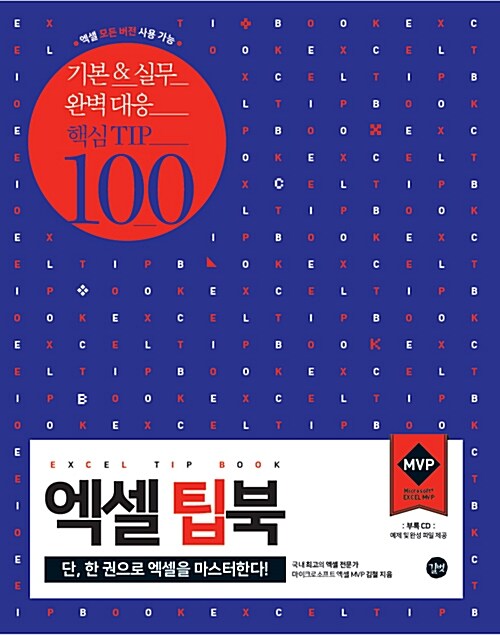 엑셀 모든 버전 사용 가능
기본 & 실무
완벽 대응
핵심 TIP
100
E L T I P B O K E X C E L T
I P O O K E X C E L T I P B
O O K E X C E L T I P B O O K
E X C E L T I P B O O K E X C
E L T I P B O O K E X C E L T
I P B O O K E X C E L T I P B
O O K E X C E L T I P B O O K
EXCEL TIP BOOK
엑셀 팁북
단, 한 권으로 엑셀을 마스터한다!
국내 최고의 엑셀 전문가
마이크로소프트 엑셀 MVP 김철 지음
MVP
Microsoft®
EXCEL MVP
: 부록 CD :
예제 및 완성 파일 제공
길벗
I P B O O K E X C E L T I P B